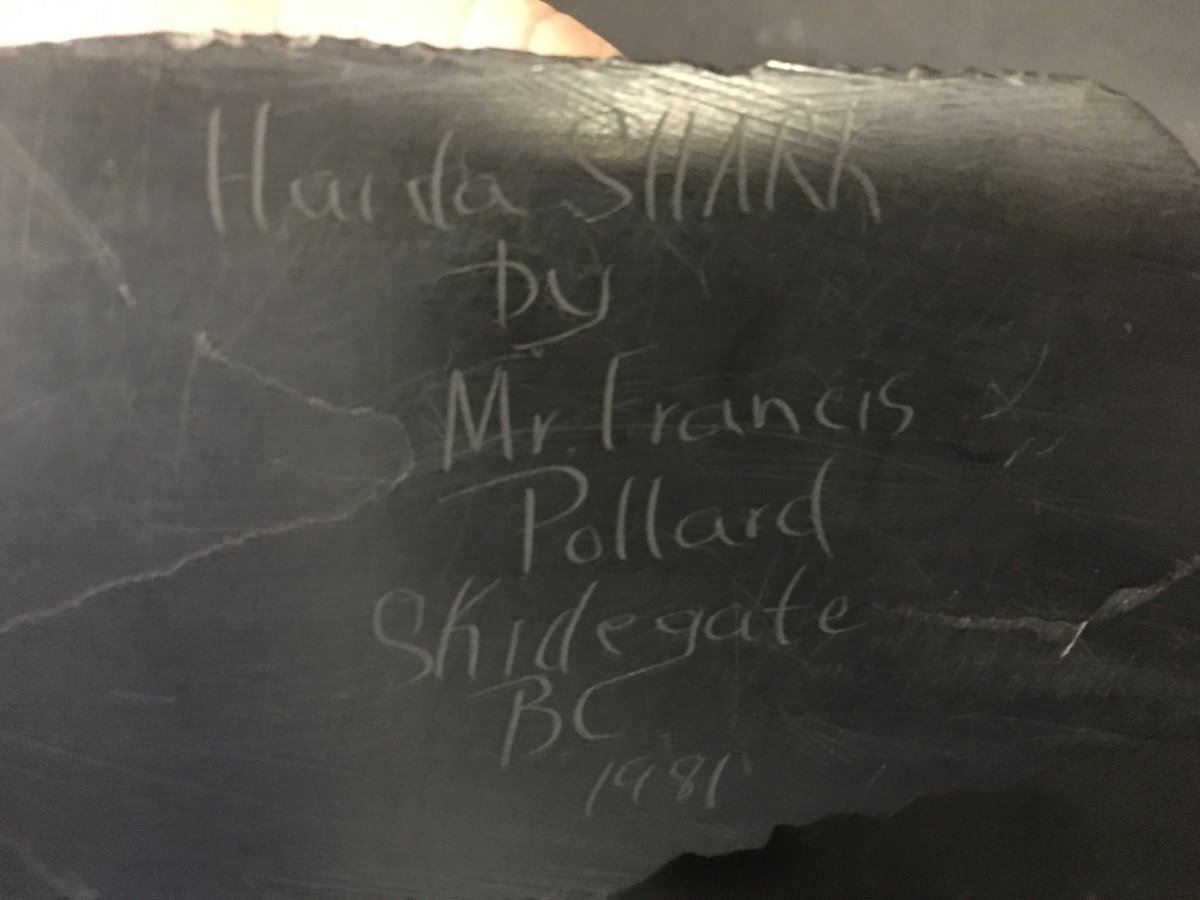 Haida SHARK
by
Mr Francis
Pollard
Skidegate
BC
1981